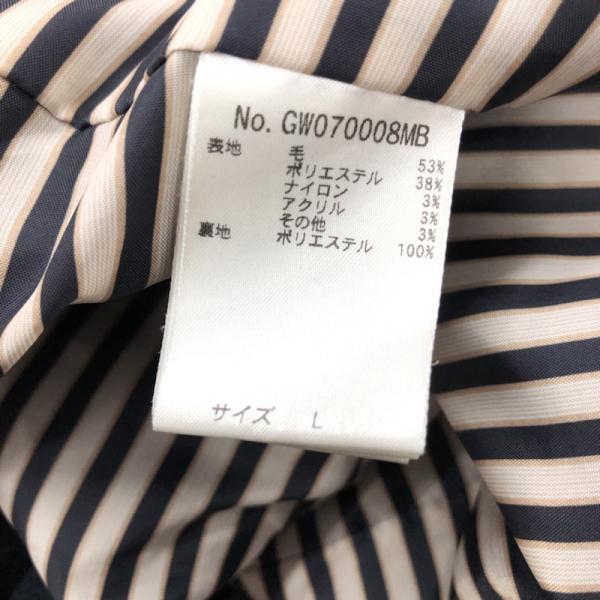 No. GW070008MB
表地 毛 53%
ポリエステル 38%
ナイロン 3%
アクリル 3%
その他 3%
裏地 ポリエステル 100%
サイズ L